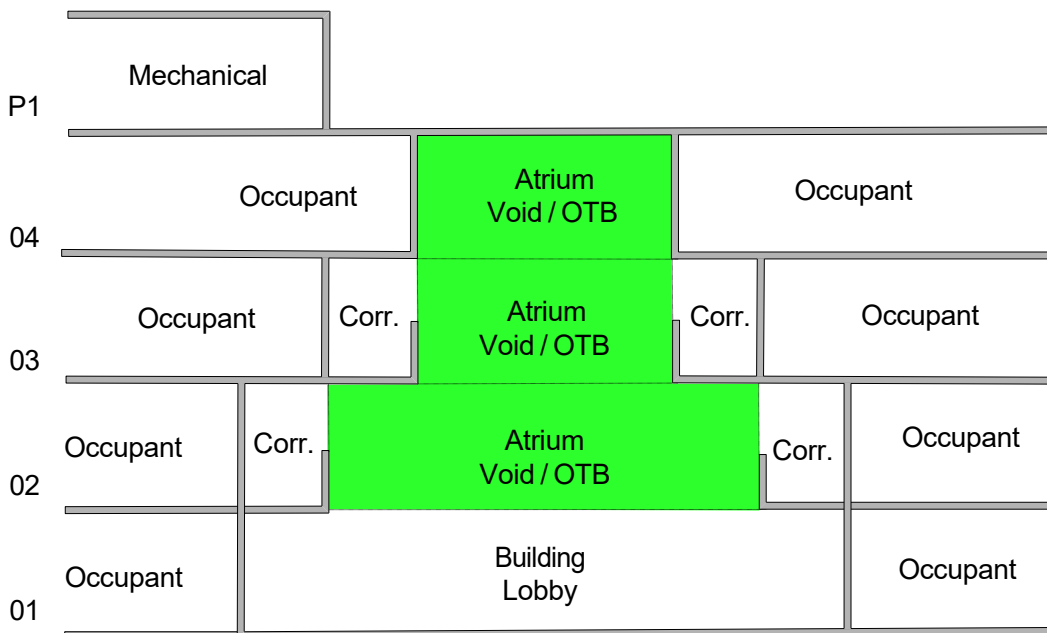 Mechanical
P1
Occupant
Atrium
Void / OTB
Occupant
04
Occupant
Corr.
Atrium
Void / OTB
Corr.
Occupant
03
Occupant
Corr.
Atrium
Void / OTB
Corr.
Occupant
02
Occupant
Building
Lobby
Occupant
01